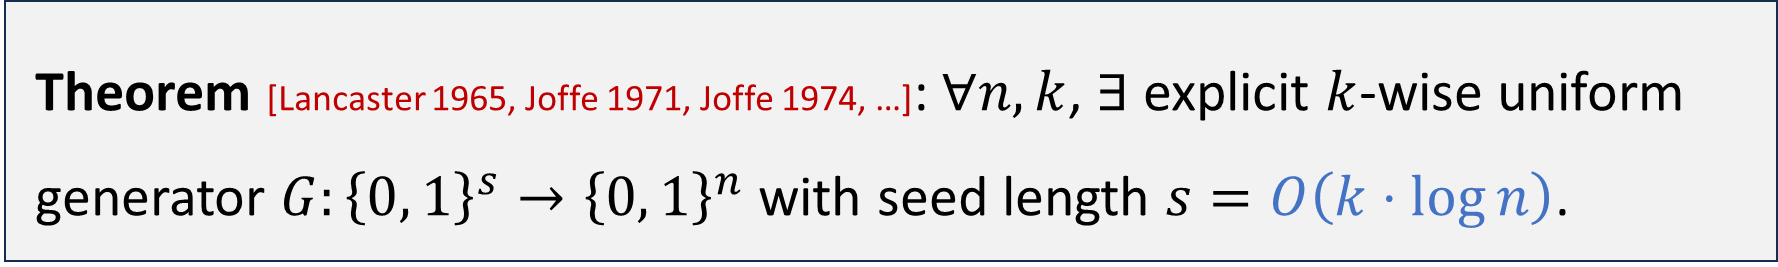 Theorem [Lancaster 1965, Joffe 1971, Joffe 1974, …]: ∀n, k, ∃ explicit k-wise uniform
generator G: {0, 1}^s → {0, 1}^n with seed length s = O(k · log n).